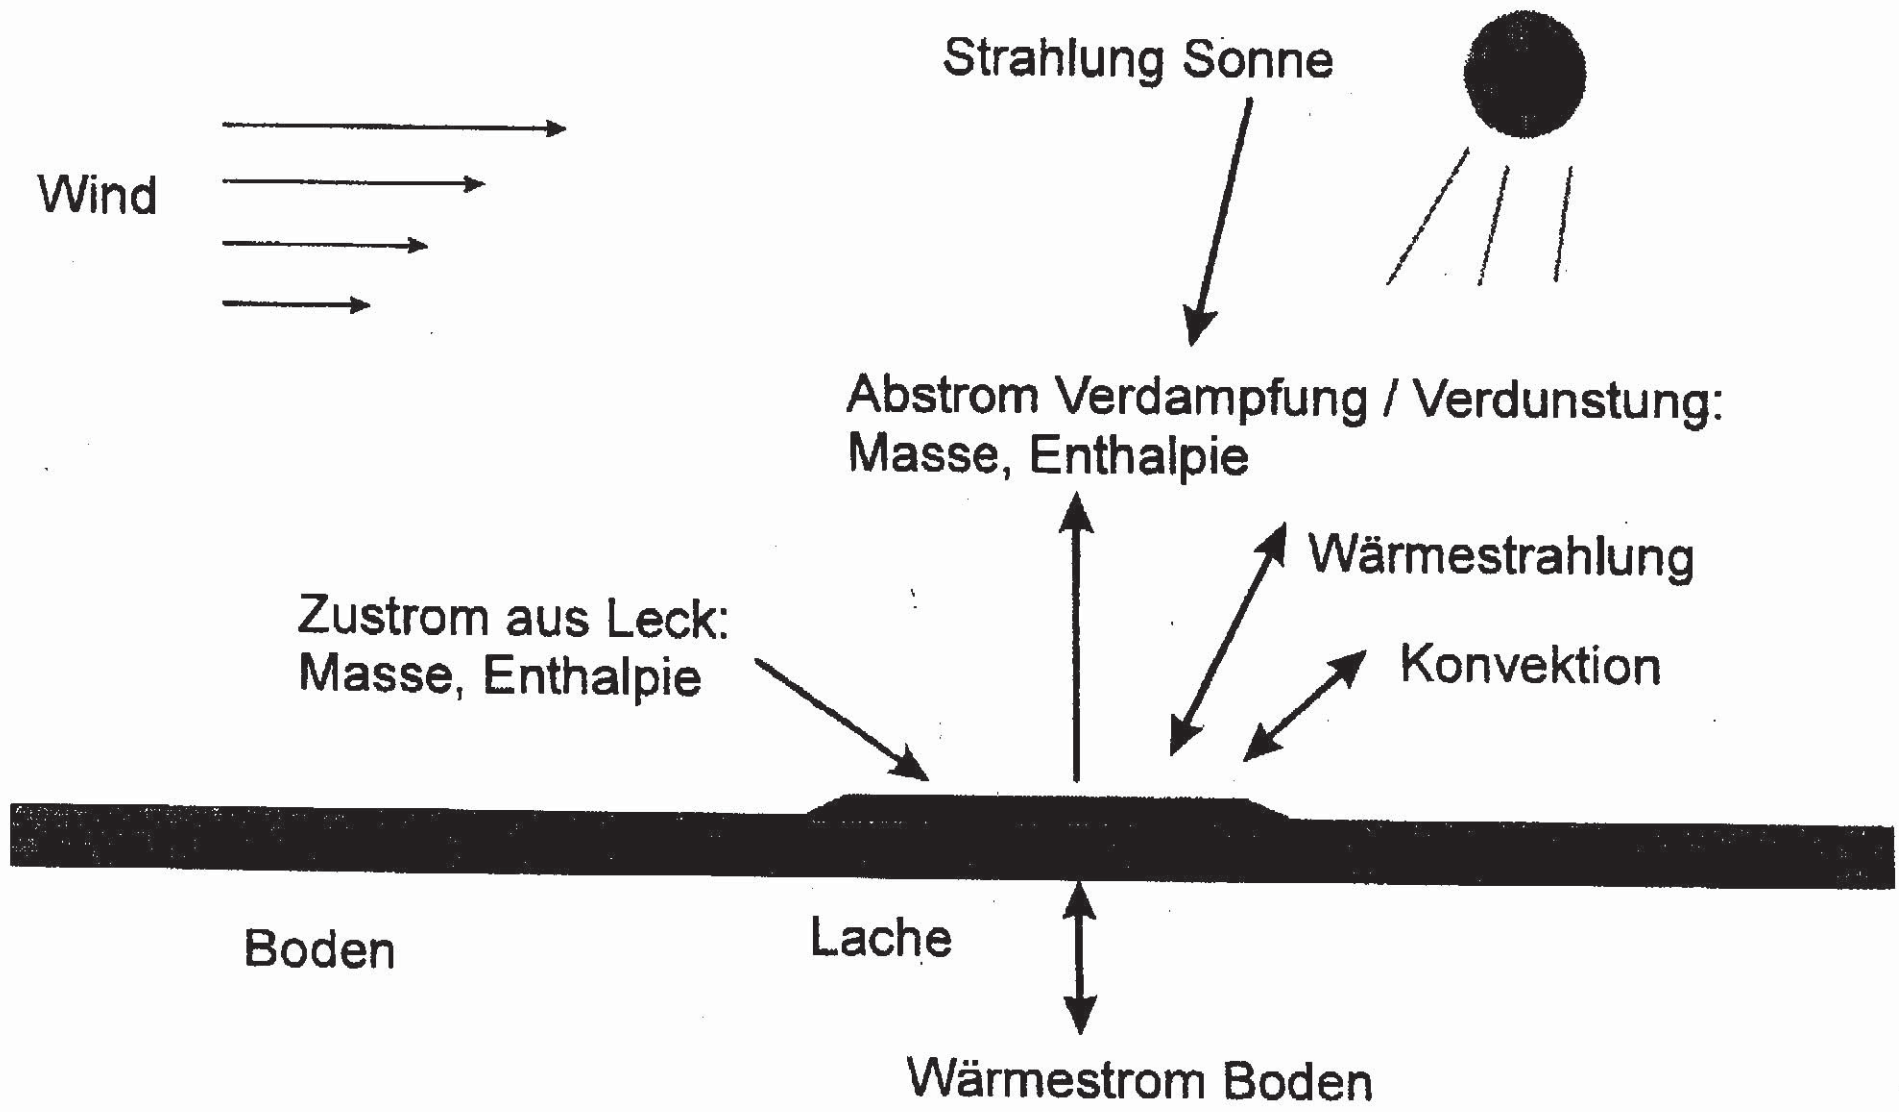 Strahlung Sonne
Wind
Abstrom Verdampfung / Verdunstung:
Masse, Enthalpie
Wärmestrahlung
Zustrom aus Leck:
Masse, Enthalpie
Konvektion
Boden
Lache
Wärmestrom Boden